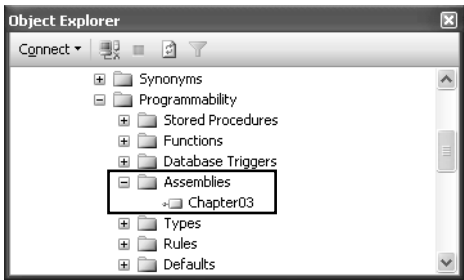 Object Explorer
Connect
Synonyms
Programmability
Stored Procedures
Functions
Database Triggers
Assemblies
Chapter03
Types
Rules
Defaults